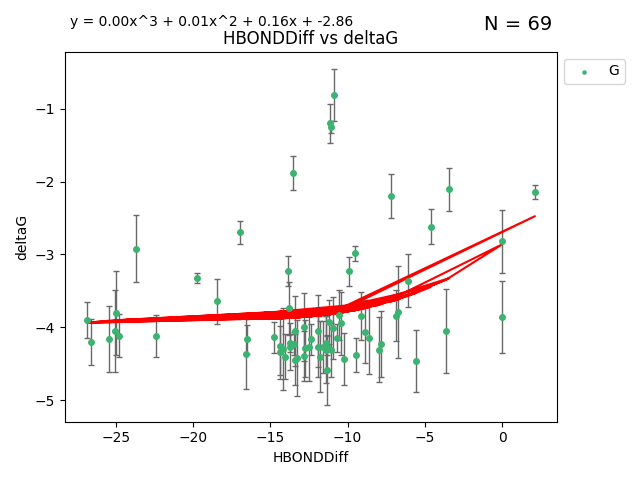 y = 0.00x^3 + 0.01x^2 + 0.16x + -2.86
N = 69
HBONDDiff vs deltaG
G
−1
−2
−3
−4
−5
deltaG
−25 −20 −15 −10 −5 0
HBONDDiff